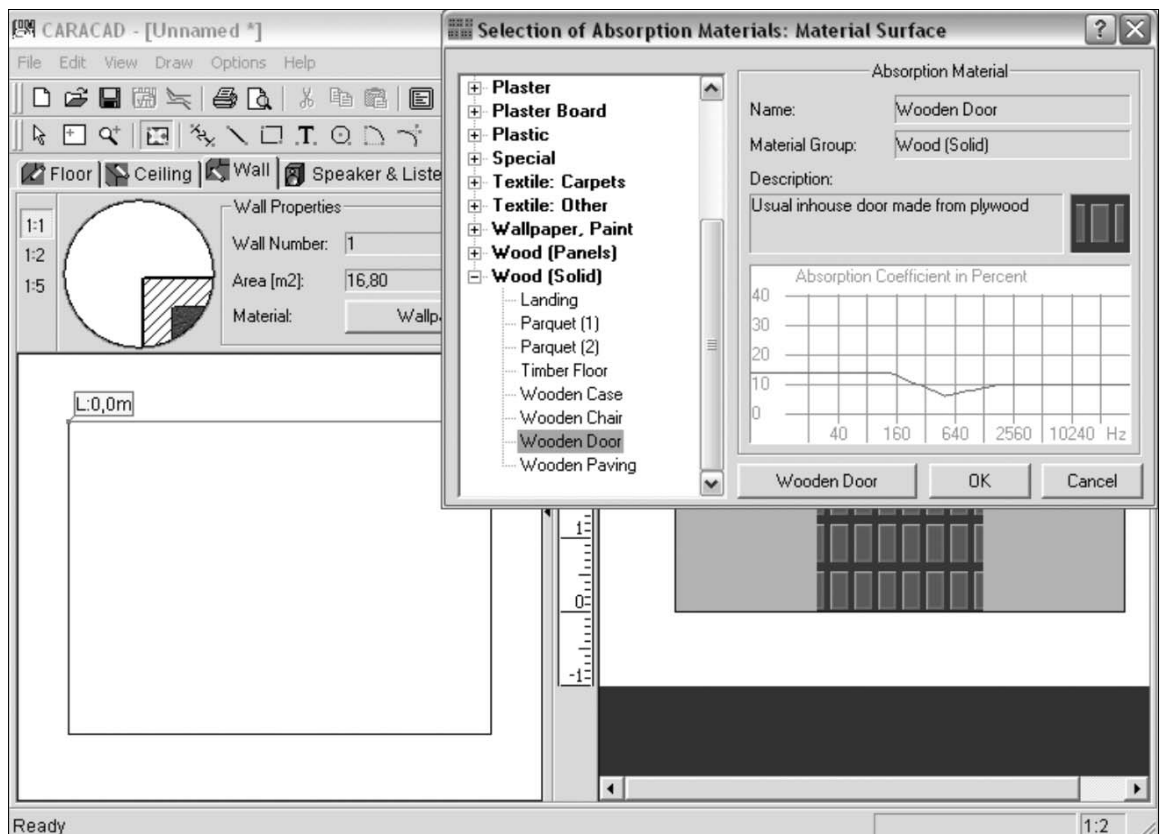 CARACAD - [Unnamed *]
File Edit View Draw Options Help
Floor Ceiling Wall Speaker & Liste
1:1
1:2
1:5
Wall Properties
Wall Number: 1
Area [m2]: 16,80
Material: Wallp
L:0,0m
Selection of Absorption Materials: Material Surface
Plaster
Plaster Board
Plastic
Special
Textile: Carpets
Textile: Other
Wallpaper, Paint
Wood (Panels)
Wood (Solid)
Landing
Parquet (1)
Parquet (2)
Timber Floor
Wooden Case
Wooden Chair
Wooden Door
Wooden Paving
Absorption Material
Name: Wooden Door
Material Group: Wood (Solid)
Description:
Usual inhouse door made from plywood
Absorption Coefficient in Percent
40
30
20
10
0
40 160 640 2560 10240 Hz
Wooden Door OK Cancel
1
0
-1
Ready 1:2